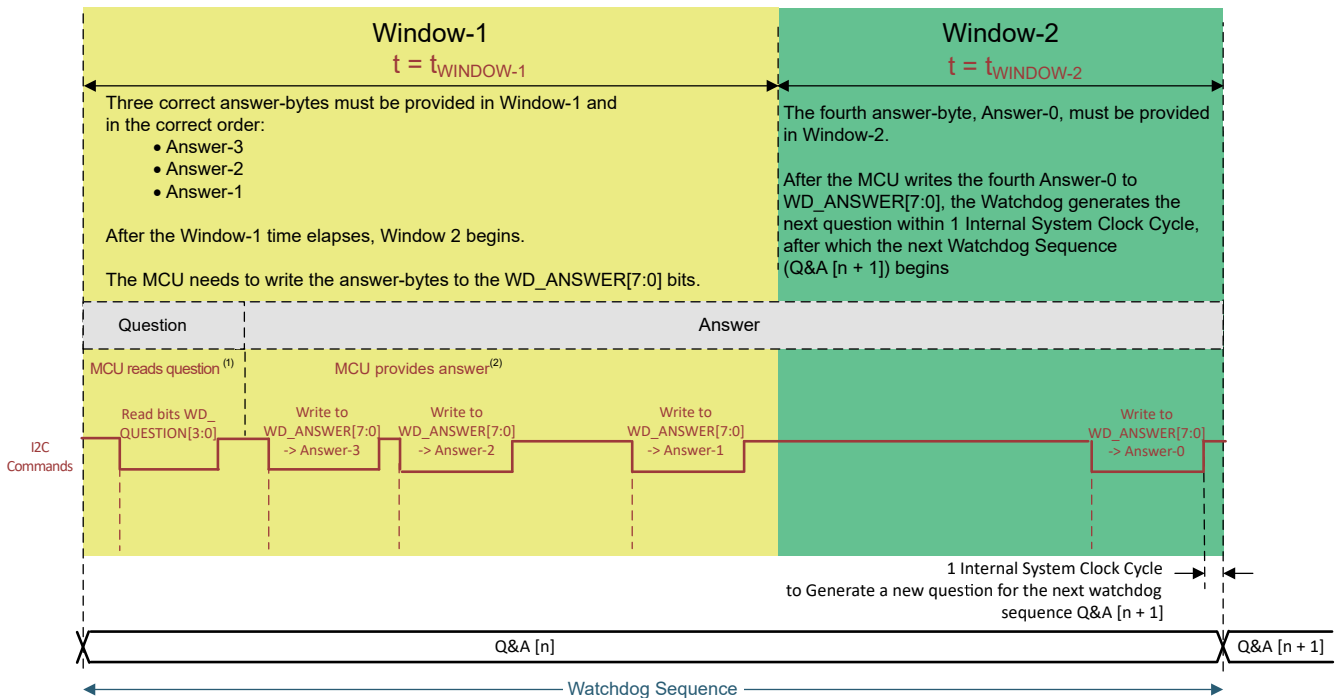 Window-1
t = tWINDOW-1
Three correct answer-bytes must be provided in Window-1 and
in the correct order:
• Answer-3
• Answer-2
• Answer-1
After the Window-1 time elapses, Window 2 begins.
The MCU needs to write the answer-bytes to the WD_ANSWER[7:0] bits.
Window-2
t = tWINDOW-2
The fourth answer-byte, Answer-0, must be provided
in Window-2.
After the MCU writes the fourth Answer-0 to
WD_ANSWER[7:0], the Watchdog generates the
next question within 1 Internal System Clock Cycle,
after which the next Watchdog Sequence
(Q&A [n + 1]) begins
Question
Answer
MCU reads question (1)
MCU provides answer(2)
I2C
Commands
Read bits WD_
QUESTION[3:0]
Write to
WD_ANSWER[7:0]
-> Answer-3
Write to
WD_ANSWER[7:0]
-> Answer-2
Write to
WD_ANSWER[7:0]
-> Answer-1
Write to
WD_ANSWER[7:0]
-> Answer-0
1 Internal System Clock Cycle
to Generate a new question for the next watchdog
sequence Q&A [n + 1]
Q&A [n]
Q&A [n + 1]
Watchdog Sequence